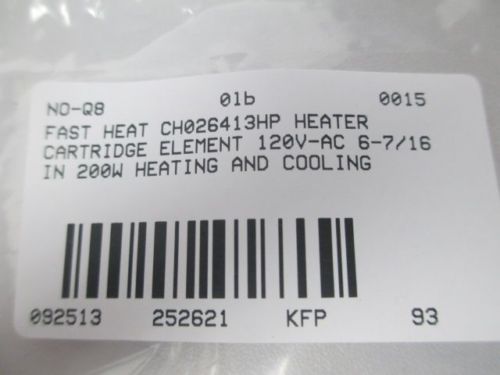 NO-Q8 01b 0015
FAST HEAT CH026413HP HEATER
CARTRIDGE ELEMENT 120V-AC 6-7/16
IN 200W HEATING AND COOLING
092513 252621 KFP 93